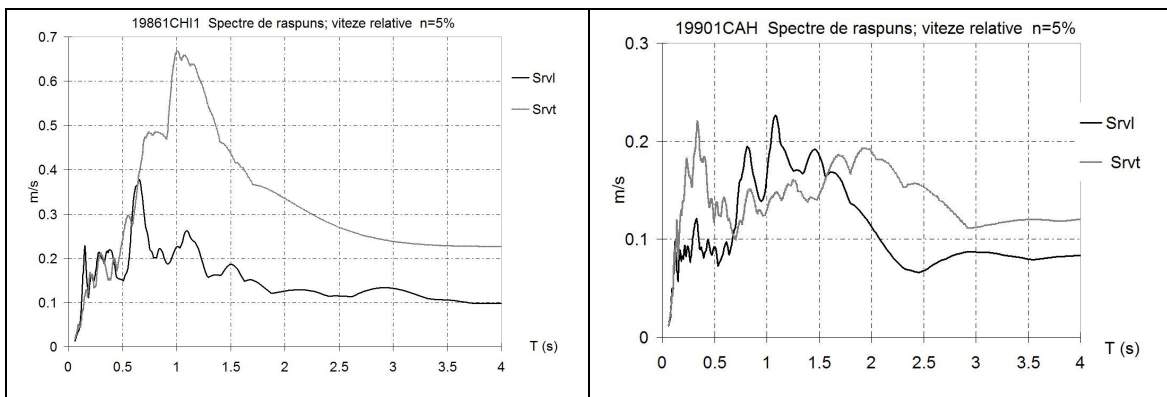 19861CHI1 Spectre de raspuns; viteze relative n=5%
0.7
0.6
0.5
0.4
0.3
0.2
0.1
0
m/s
Srvl
Srvt
0 0.5 1 1.5 2 2.5 3 3.5 4
T (s)
19901CAH Spectre de raspuns; viteze relative n=5%
0.3
0.2
0.1
0
m/s
Srvl
Srvt
0 0.5 1 1.5 2 2.5 3 3.5 4
T (s)